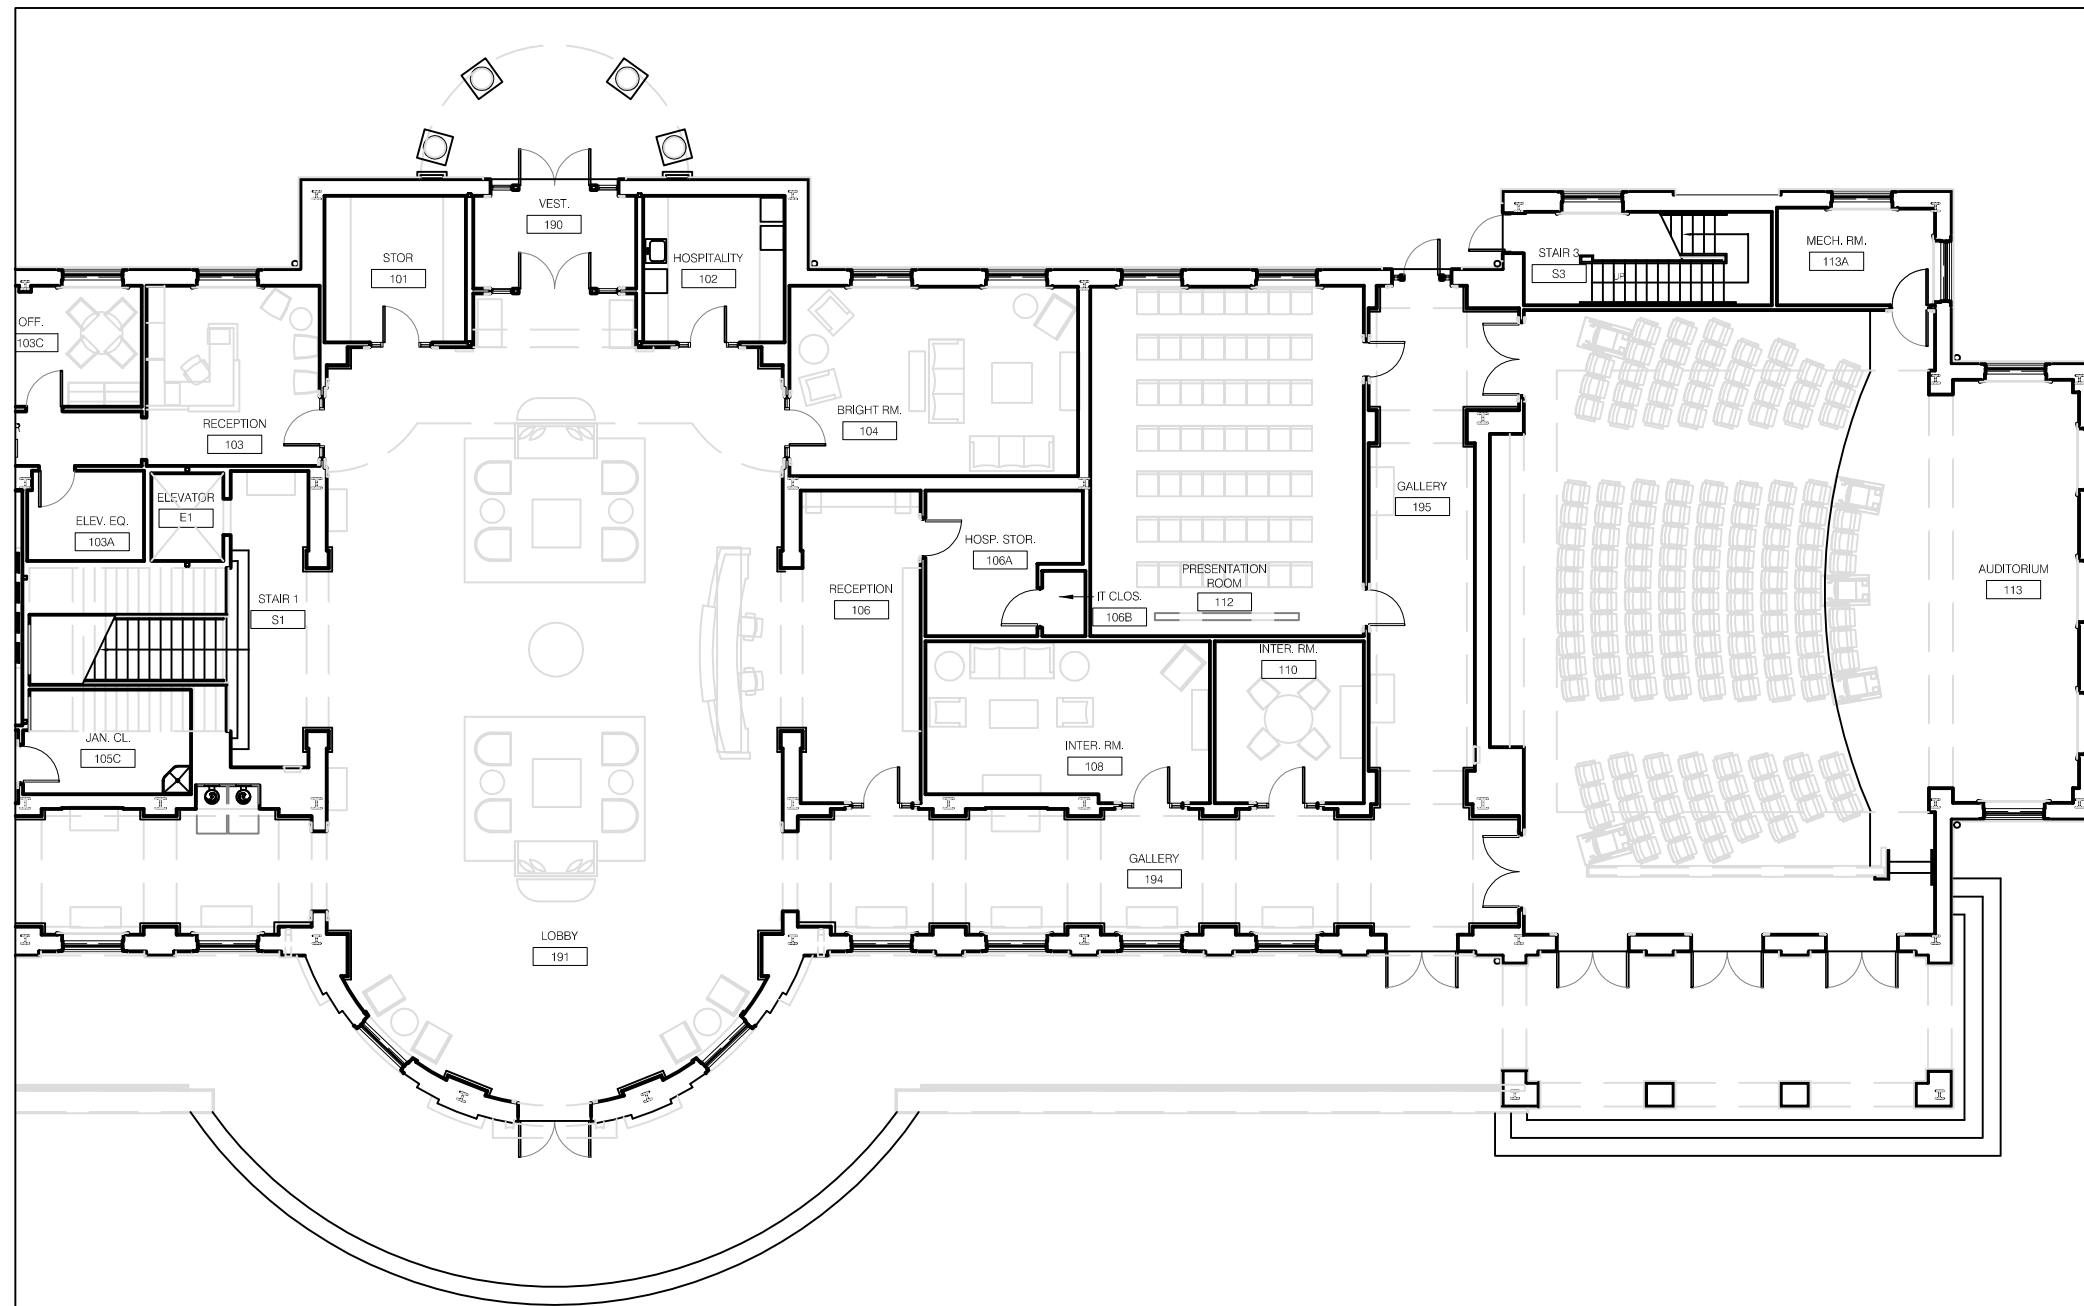 VEST.
190
STOR
101
HOSPITALITY
102
STAIR 3
S3
UP
MECH. RM.
113A
OFF.
103C
RECEPTION
103
BRIGHT RM.
104
ELEVATOR
E1
ELEV. EQ.
103A
GALLERY
195
HOSP. STOR.
106A
PRESENTATION
ROOM
112
AUDITORIUM
113
STAIR 1
S1
RECEPTION
106
IT CLOS.
106B
INTER. RM.
110
JAN. CL.
105C
INTER. RM.
108
GALLERY
194
LOBBY
191